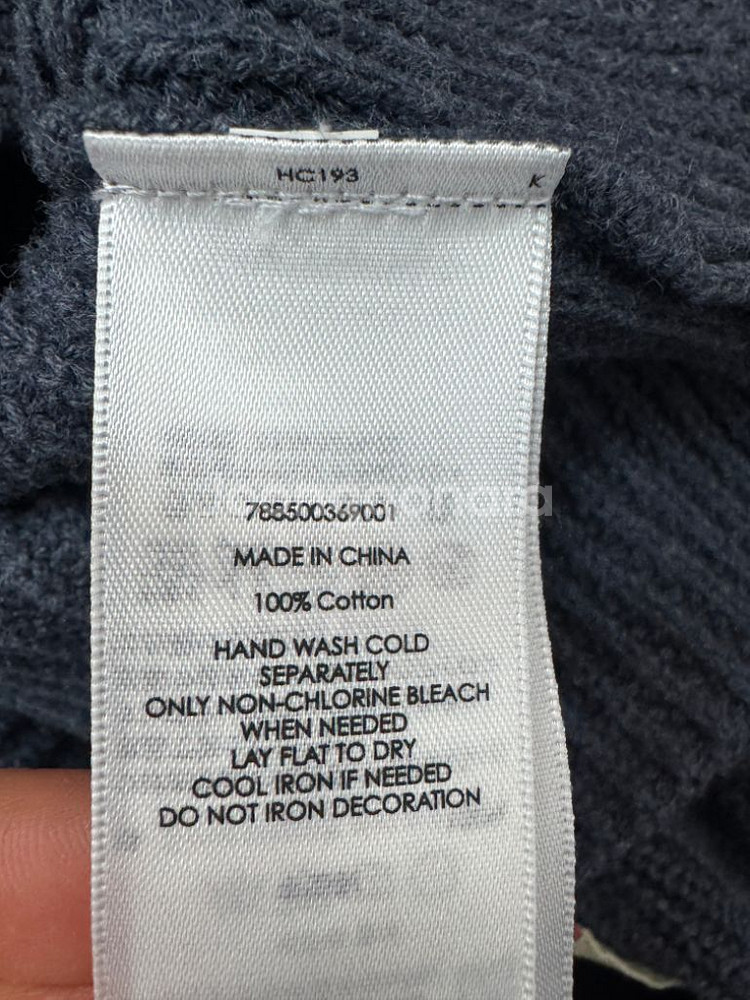 HC193
K
788500369001
MADE IN CHINA
100% Cotton
HAND WASH COLD
SEPARATELY
ONLY NON-CHLORINE BLEACH
WHEN NEEDED
LAY FLAT TO DRY
COOL IRON IF NEEDED
DO NOT IRON DECORATION